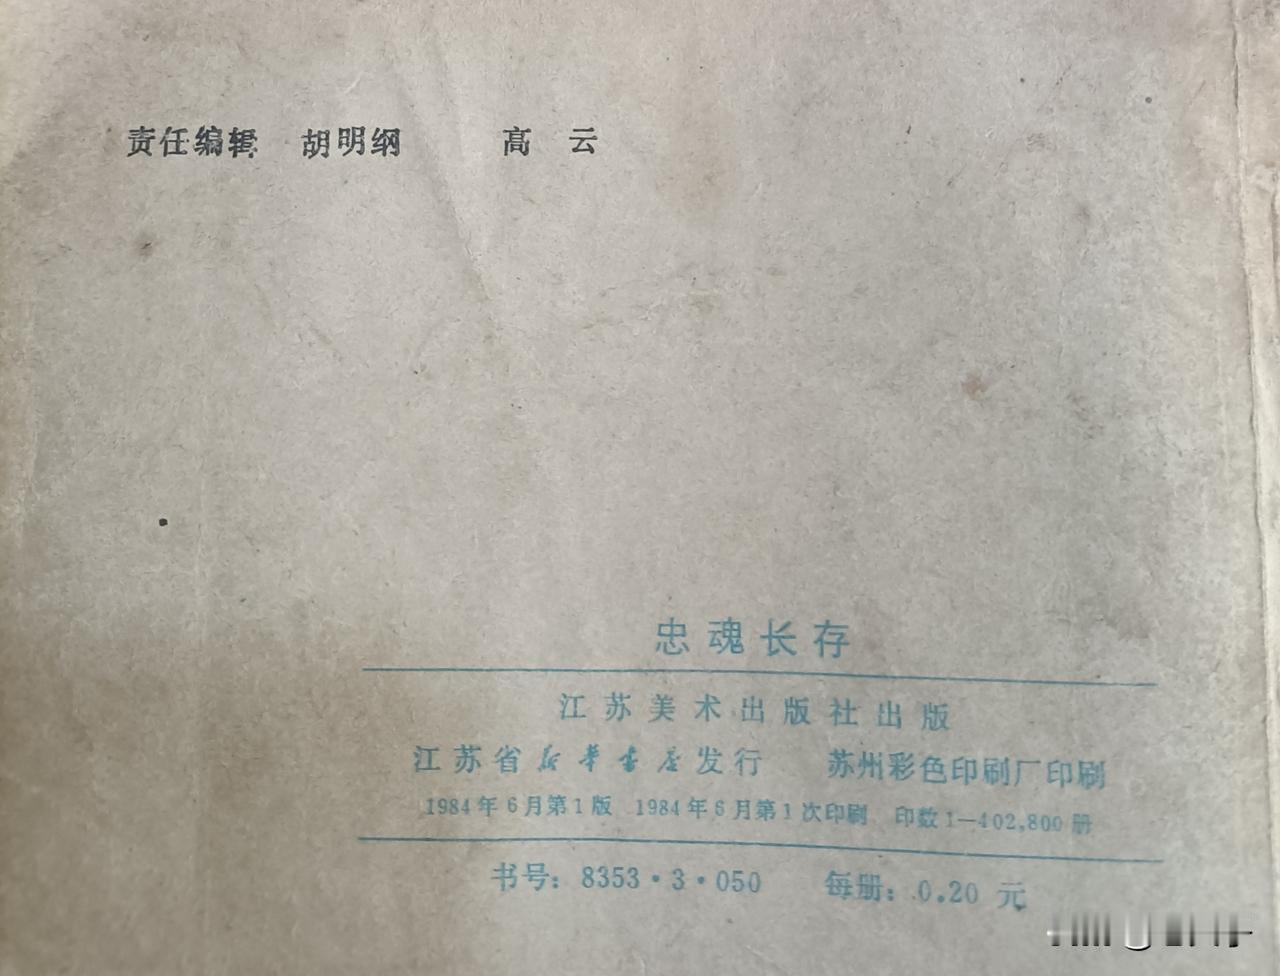 责任编辑 胡明纲 高 云
忠魂长存
江苏美术出版社出版
江苏省新华书店发行 苏州彩色印刷厂印刷
1984年6月第1版 1984年6月第1次印刷 印数1—402,800册
书号：8353·3·050 每册：0.20 元